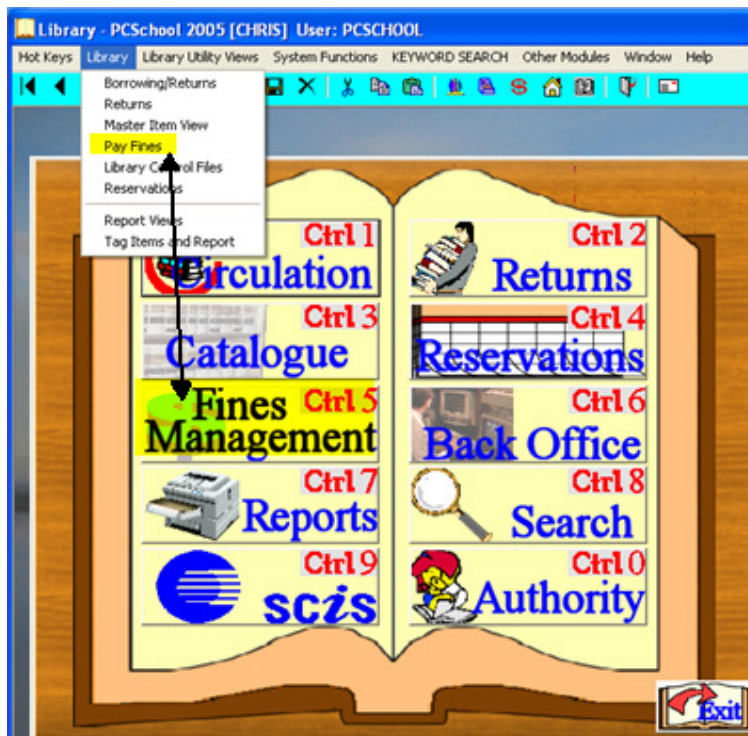 Library - PCSchool 2005 [CHRIS] User: PCSCHOOL
Hot Keys Library Library Utility Views System Functions KEYWORD SEARCH Other Modules Window Help
Borrowing/Returns
Returns
Master Item View
Pay Fines
Library Control Files
Reservations
Report Views
Tag Items and Report
Ctrl 1
Circulation
Ctrl 2
Returns
Ctrl 3
Catalogue
Ctrl 4
Reservations
Fines Ctrl 5
Management
Ctrl 6
Back Office
Ctrl 7
Reports
Ctrl 8
Search
Ctrl 9
scis
Ctrl 0
Authority
Exit